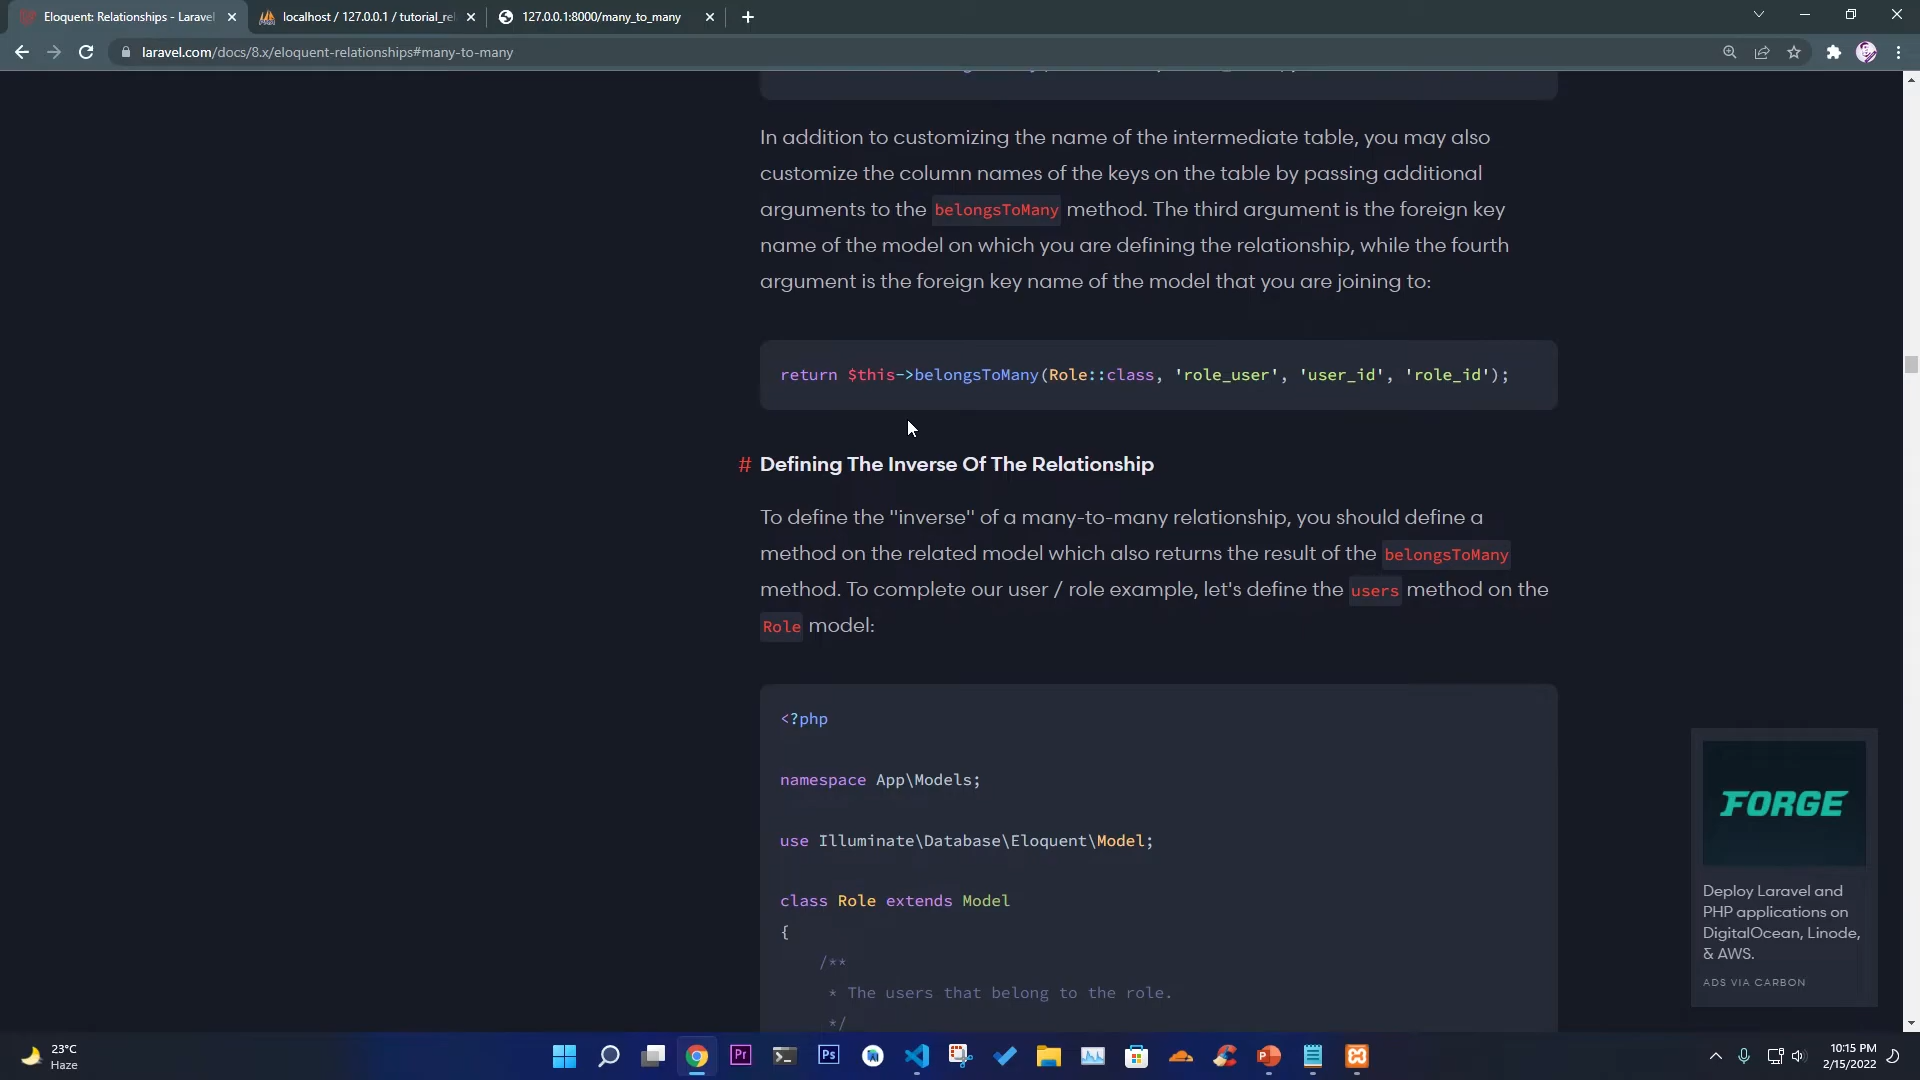 Eloquent: Relationships - Laravel
localhost / 127.0.0.1 / tutorial_rel
127.0.0.1:8000/many_to_many
laravel.com/docs/8.x/eloquent-relationships#many-to-many
In addition to customizing the name of the intermediate table, you may also
customize the column names of the keys on the table by passing additional
arguments to the belongsToMany method. The third argument is the foreign key
name of the model on which you are defining the relationship, while the fourth
argument is the foreign key name of the model that you are joining to:
return $this->belongsToMany(Role::class, 'role_user', 'user_id', 'role_id');
# Defining The Inverse Of The Relationship
To define the "inverse" of a many-to-many relationship, you should define a
method on the related model which also returns the result of the belongsToMany
method. To complete our user / role example, let's define the users method on the
Role model:
<?php
namespace App\Models;
use Illuminate\Database\Eloquent\Model;
class Role extends Model
{
/**
* The users that belong to the role.
*/
FORGE
Deploy Laravel and
PHP applications on
DigitalOcean, Linode,
& AWS.
ADS VIA CARBON
23°C
Haze
Pr
Ps
10:15 PM
2/15/2022